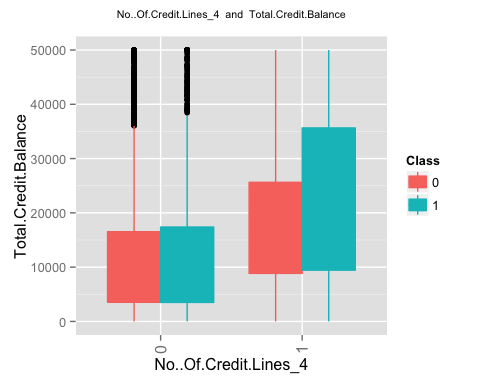 No..Of.Credit.Lines_4 and Total.Credit.Balance
50000
40000
30000
20000
10000
0
Total.Credit.Balance
0
1
No..Of.Credit.Lines_4
Class
0
1